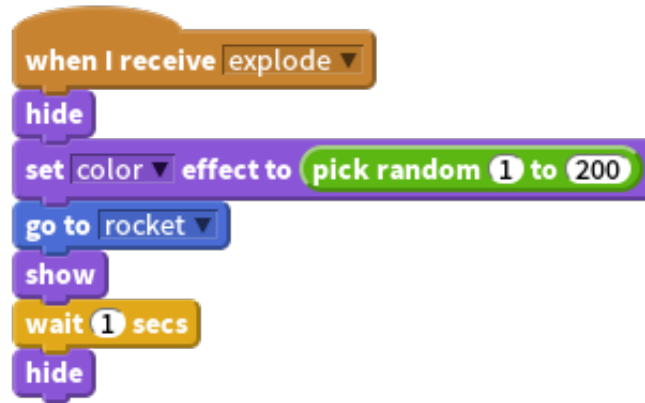 when I receive explode
hide
set color effect to pick random 1 to 200
go to rocket
show
wait 1 secs
hide